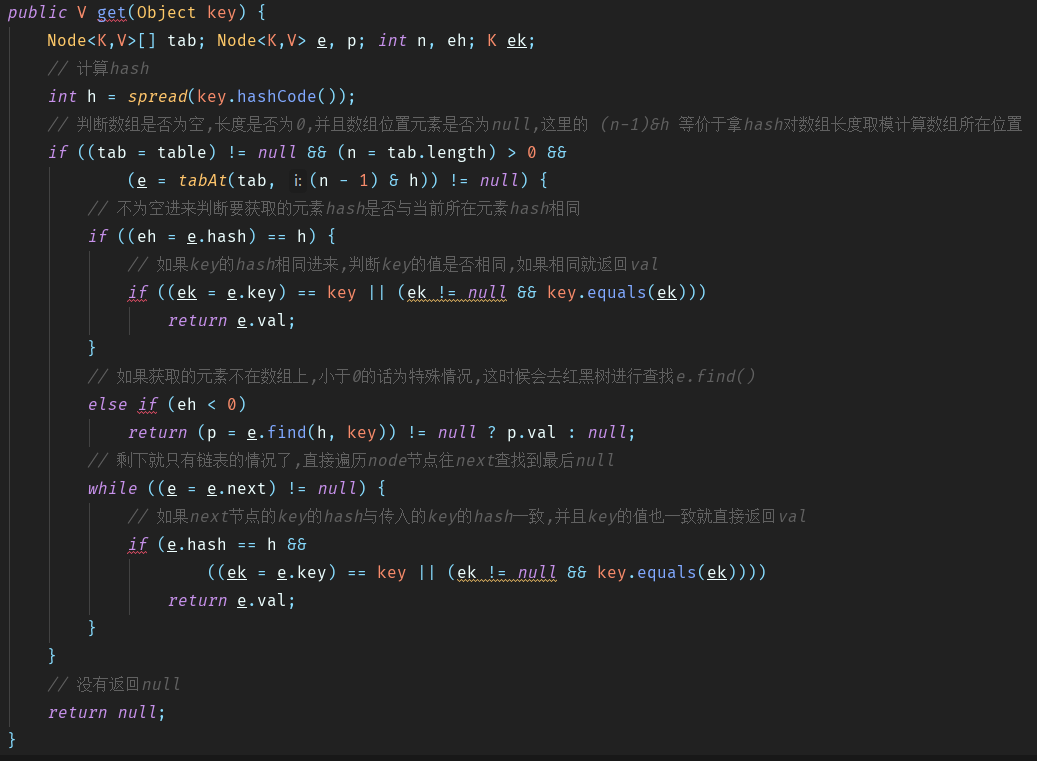 public V get(Object key) {
    Node<K,V>[] tab; Node<K,V> e, p; int n, eh; K ek;
    // 计算hash
    int h = spread(key.hashCode());
    // 判断数组是否为空,长度是否为0,并且数组位置元素是否为null,这里的 (n-1)&h 等价于拿hash对数组长度取模计算数组所在位置
    if ((tab = table) != null && (n = tab.length) > 0 &&
            (e = tabAt(tab, i: (n - 1) & h)) != null) {
        // 不为空进来判断要获取的元素hash是否与当前所在元素hash相同
        if ((eh = e.hash) == h) {
            // 如果key的hash相同进来,判断key的值是否相同,如果相同就返回val
            if ((ek = e.key) == key || (ek != null && key.equals(ek)))
                return e.val;
        }
        // 如果获取的元素不在数组上,小于0的话为特殊情况,这时候会去红黑树进行查找e.find()
        else if (eh < 0)
            return (p = e.find(h, key)) != null ? p.val : null;
        // 剩下就只有链表的情况了,直接遍历node节点往next查找到最后null
        while ((e = e.next) != null) {
            // 如果next节点的key的hash与传入的key的hash一致,并且key的值也一致就直接返回val
            if (e.hash == h &&
                    ((ek = e.key) == key || (ek != null && key.equals(ek))))
                return e.val;
        }
    }
    // 没有返回null
    return null;
}